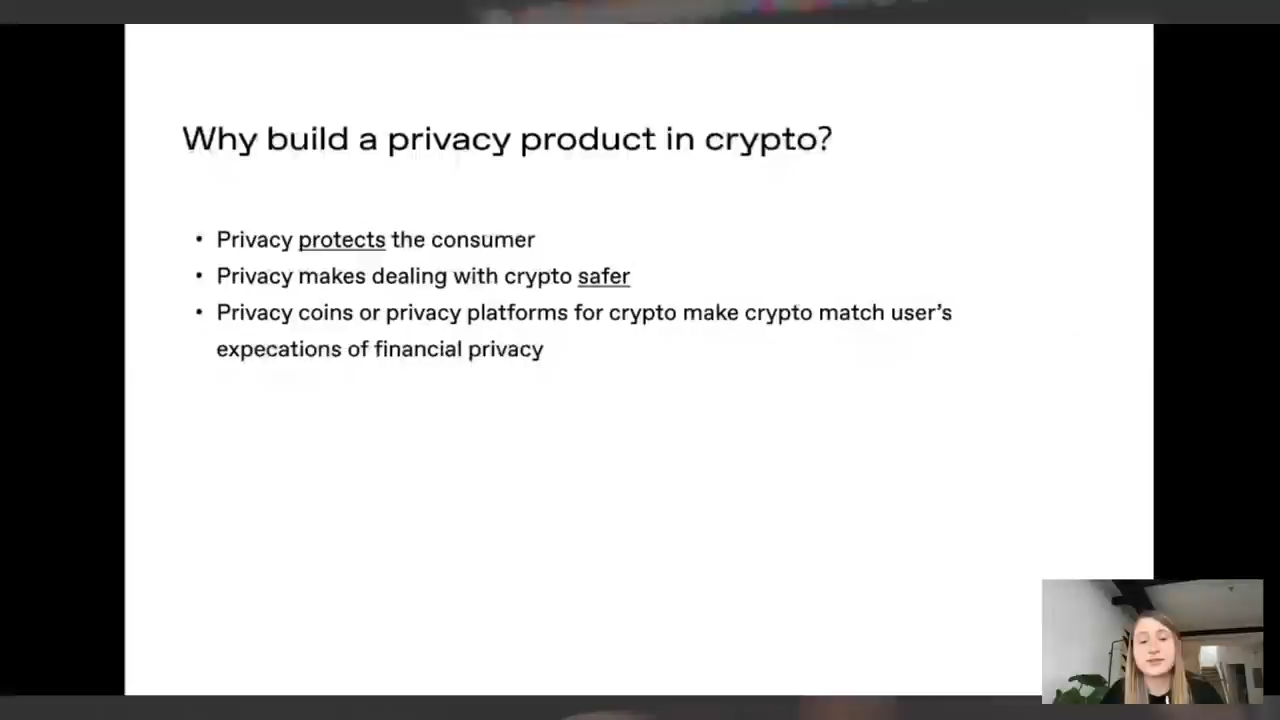 Why build a privacy product in crypto?
• Privacy protects the consumer
• Privacy makes dealing with crypto safer
• Privacy coins or privacy platforms for crypto make crypto match user’s
expecations of financial privacy